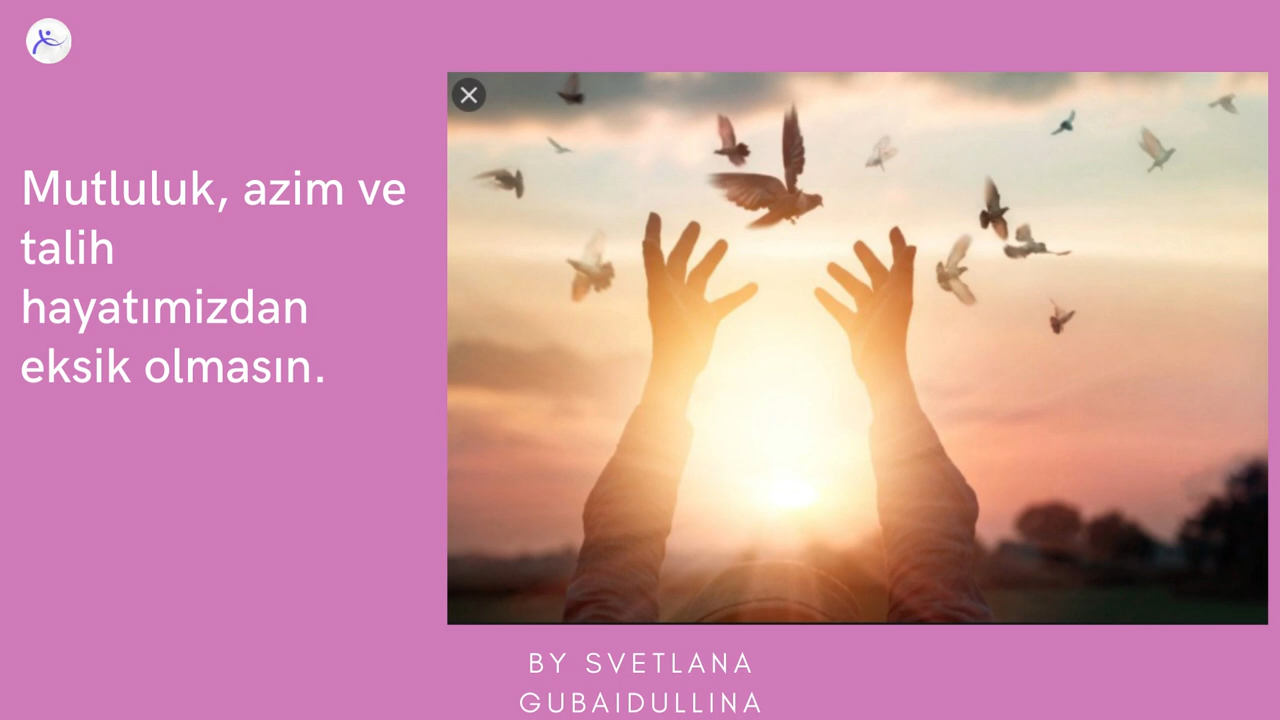 Mutluluk, azim ve
talih
hayatımizdan
eksik olmasın.
BY SVETLANA
GUBAIDULLINA